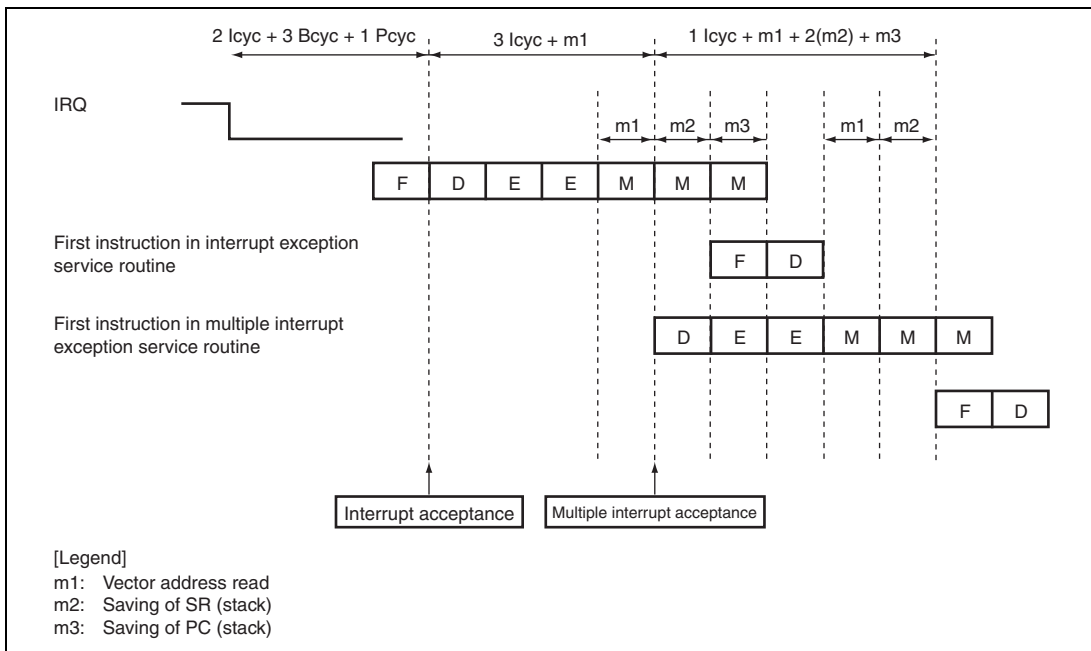 2 Icyc + 3 Bcyc + 1 Pcyc 3 Icyc + m1 1 Icyc + m1 + 2(m2) + m3
IRQ
m1 m2 m3 m1 m2
F D E E M M M
First instruction in interrupt exception
service routine
F D
First instruction in multiple interrupt
exception service routine
D E E M M M
F D
Interrupt acceptance Multiple interrupt acceptance
[Legend]
m1: Vector address read
m2: Saving of SR (stack)
m3: Saving of PC (stack)